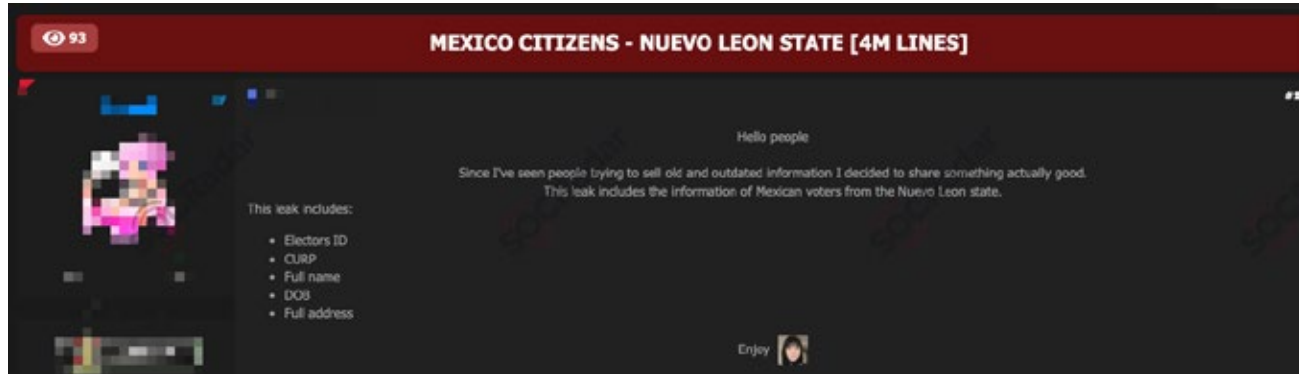 93
MEXICO CITIZENS - NUEVO LEON STATE [4M LINES]
Hello people
Since I've seen people trying to sell old and outdated information I decided to share something actually good.
This leak includes the information of Mexican voters from the Nuevo Leon state.
This leak includes:
• Electors ID
• CURP
• Full name
• DOB
• Full address
Enjoy
SOCRadar
SOCRadar